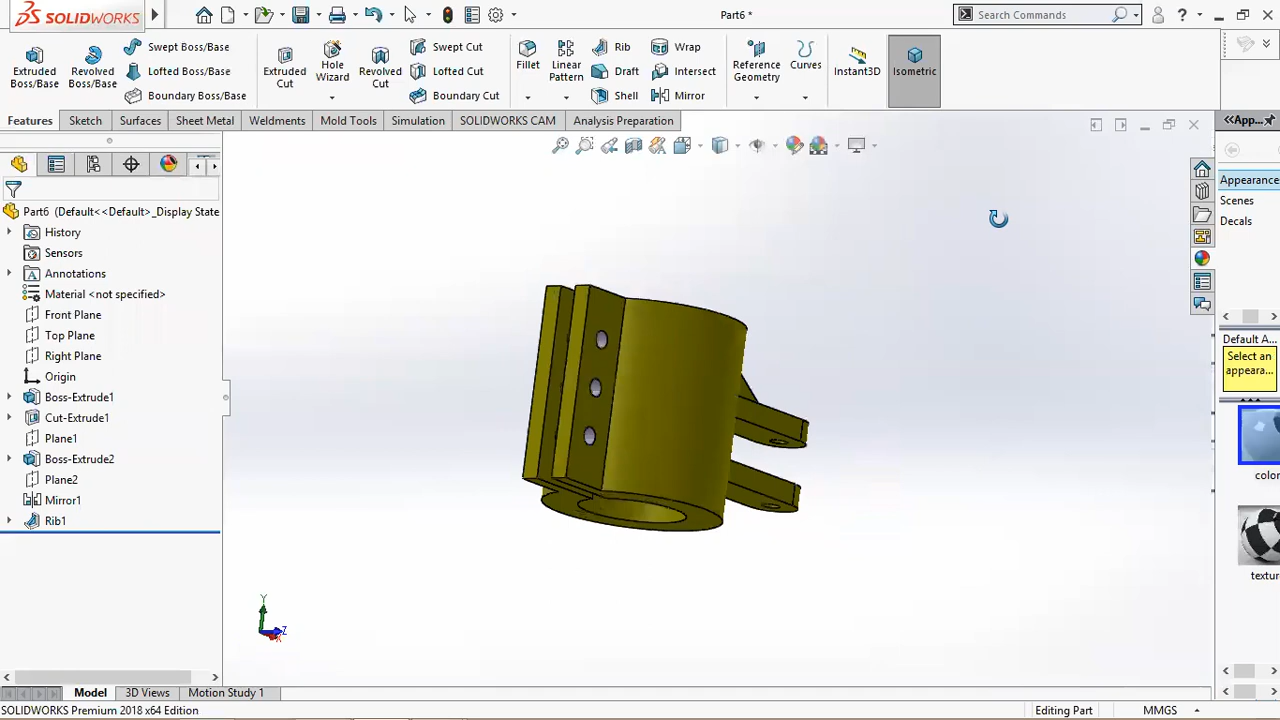 SOLIDWORKS
Part6 *
Search Commands
Extruded Boss/Base
Revolved Boss/Base
Swept Boss/Base
Lofted Boss/Base
Boundary Boss/Base
Extruded Cut
Hole Wizard
Revolved Cut
Swept Cut
Lofted Cut
Boundary Cut
Fillet
Linear Pattern
Rib
Draft
Shell
Wrap
Intersect
Mirror
Reference Geometry
Curves
Instant3D
Isometric
Features
Sketch
Surfaces
Sheet Metal
Weldments
Mold Tools
Simulation
SOLIDWORKS CAM
Analysis Preparation
Part6 (Default<<Default>_Display State
History
Sensors
Annotations
Material <not specified>
Front Plane
Top Plane
Right Plane
Origin
Boss-Extrude1
Cut-Extrude1
Plane1
Boss-Extrude2
Plane2
Mirror1
Rib1
«App...
Appearance
Scenes
Decals
Default A...
Select an
appeara...
color
textur
Y
Z
X
Model
3D Views
Motion Study 1
SOLIDWORKS Premium 2018 x64 Edition
Editing Part
MMGS